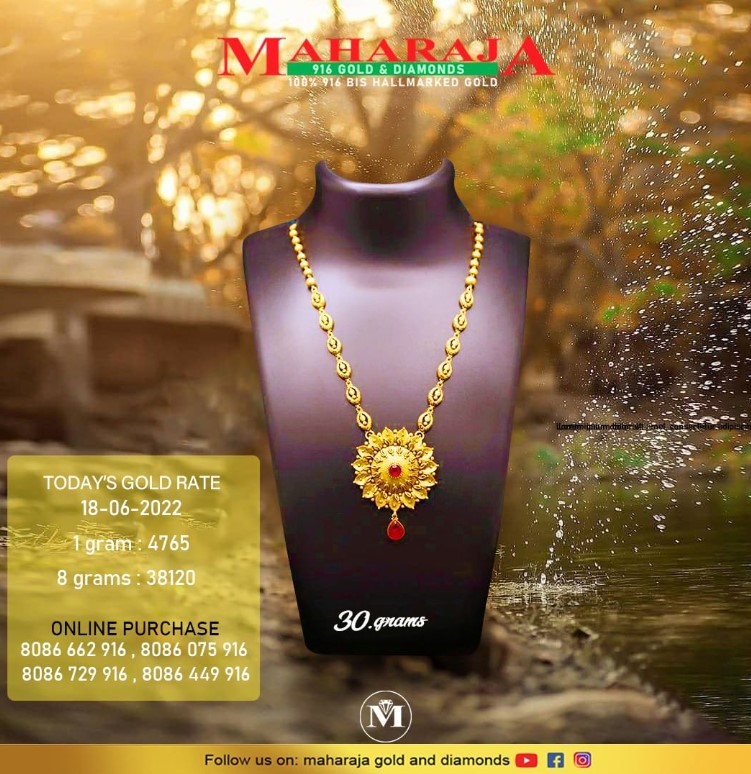 MAHARAJA
916 GOLD & DIAMONDS
100% 916 BIS HALLMARKED GOLD
TODAY'S GOLD RATE
18-06-2022
1 gram : 4765
8 grams : 38120
ONLINE PURCHASE
8086 662 916 , 8086 075 916
8086 729 916 , 8086 449 916
30.grams
M
Follow us on: maharaja gold and diamonds